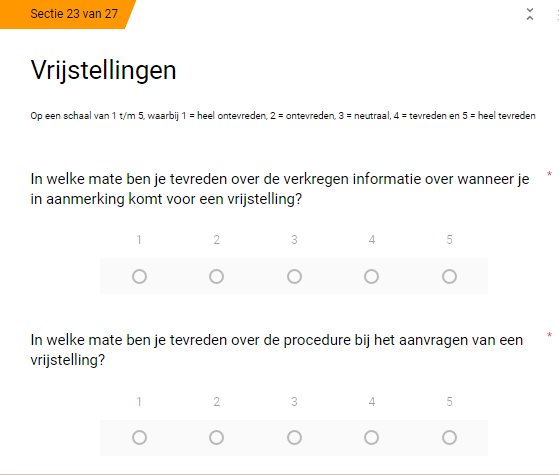 Sectie 23 van 27
Vrijstellingen
Op een schaal van 1 t/m 5, waarbij 1 = heel ontevreden, 2 = ontevreden, 3 = neutraal, 4 = tevreden en 5 = heel tevreden
In welke mate ben je tevreden over de verkregen informatie over wanneer je *
in aanmerking komt voor een vrijstelling?
1 2 3 4 5
In welke mate ben je tevreden over de procedure bij het aanvragen van een *
vrijstelling?
1 2 3 4 5